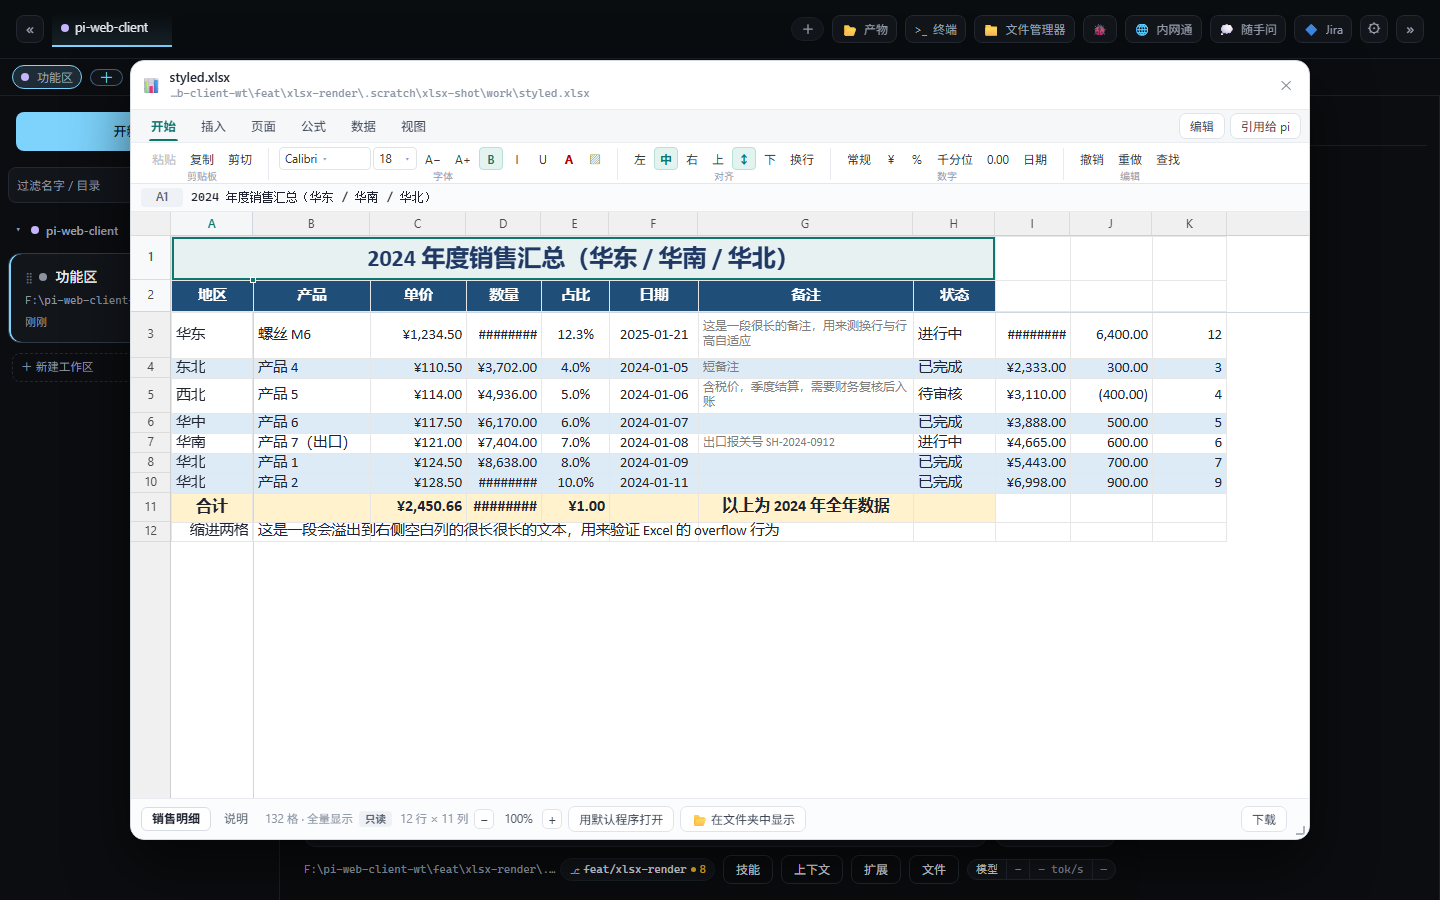 « pi-web-client + 产物 >_ 终端 文件管理器 内网通 随手问 Jira »
功能区 +
styled.xlsx
…b-client-wt\feat\xlsx-render\.scratch\xlsx-shot\work\styled.xlsx
开始 插入 页面 公式 数据 视图 编辑 引用给 pi
粘贴 复制 剪切 Calibri 18 A− A+ B I U A 左 中 右 上 ↕ 下 换行 常规 ¥ % 千分位 0.00 日期 撤销 重做 查找
剪贴板 字体 对齐 数字 编辑
A1 2024 年度销售汇总（华东 / 华南 / 华北）
A B C D E F G H I J K
1 2024 年度销售汇总（华东 / 华南 / 华北）
2 地区 产品 单价 数量 占比 日期 备注 状态
3 华东 螺丝 M6 ¥1,234.50 ######## 12.3% 2025-01-21 这是一段很长的备注，用来测换行与行高自适应 进行中 ######## 6,400.00 12
4 东北 产品 4 ¥110.50 ¥3,702.00 4.0% 2024-01-05 短备注 已完成 ¥2,333.00 300.00 3
5 西北 产品 5 ¥114.00 ¥4,936.00 5.0% 2024-01-06 含税价，季度结算，需要财务复核后入账 待审核 ¥3,110.00 (400.00) 4
6 华中 产品 6 ¥117.50 ¥6,170.00 6.0% 2024-01-07 已完成 ¥3,888.00 500.00 5
7 华南 产品 7（出口） ¥121.00 ¥7,404.00 7.0% 2024-01-08 出口报关号 SH-2024-0912 进行中 ¥4,665.00 600.00 6
8 华北 产品 1 ¥124.50 ¥8,638.00 8.0% 2024-01-09 已完成 ¥5,443.00 700.00 7
10 华北 产品 2 ¥128.50 ######## 10.0% 2024-01-11 已完成 ¥6,998.00 900.00 9
11 合计 ¥2,450.66 ######## ¥1.00 以上为 2024 年全年数据
12 缩进两格 这是一段会溢出到右侧空白列的很长很长的文本，用来验证 Excel 的 overflow 行为
销售明细 说明 132 格 · 全量显示 只读 12 行 × 11 列 − 100% + 用默认程序打开 在文件夹中显示 下载
过滤名字 / 目录
pi-web-client
功能区
F:\pi-web-client-
刚刚
+ 新建工作区
F:\pi-web-client-wt\feat\xlsx-render\.… feat/xlsx-render 8 技能 上下文 扩展 文件 模型 − − tok/s −